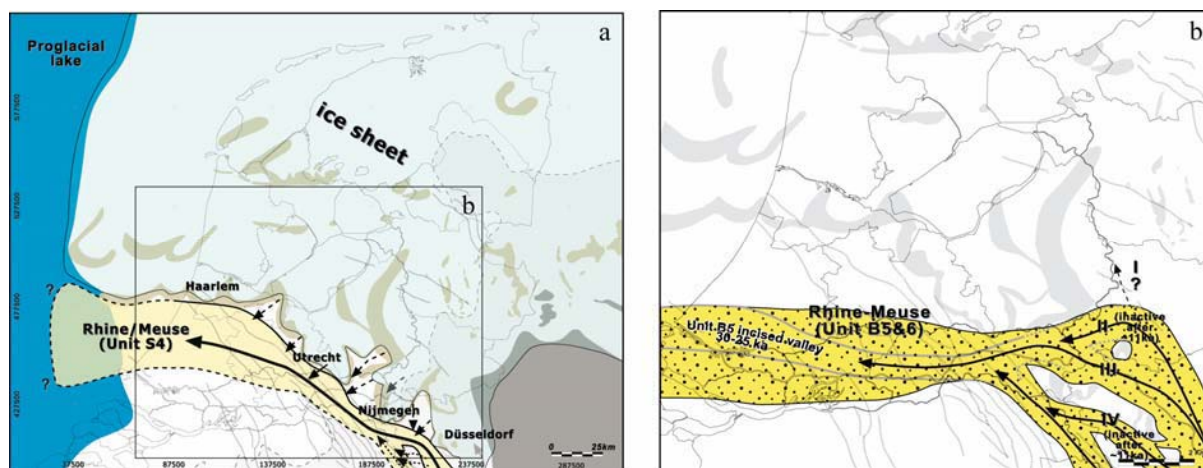 a
Proglacial
lake
ice sheet
577500
527500
b
Haarlem
477500
?
Rhine/Meuse
(Unit S4)
Utrecht
?
Nijmegen
Düsseldorf
427500
0 25km
37500 87500 137500 187500 237500 287500
b
I
?
Rhine-Meuse
(Unit B5&6)
II
(inactive
after
~11ka)
Unit B5 incised valley
30-25 ka
III
IV
(inactive
after
~11ka)